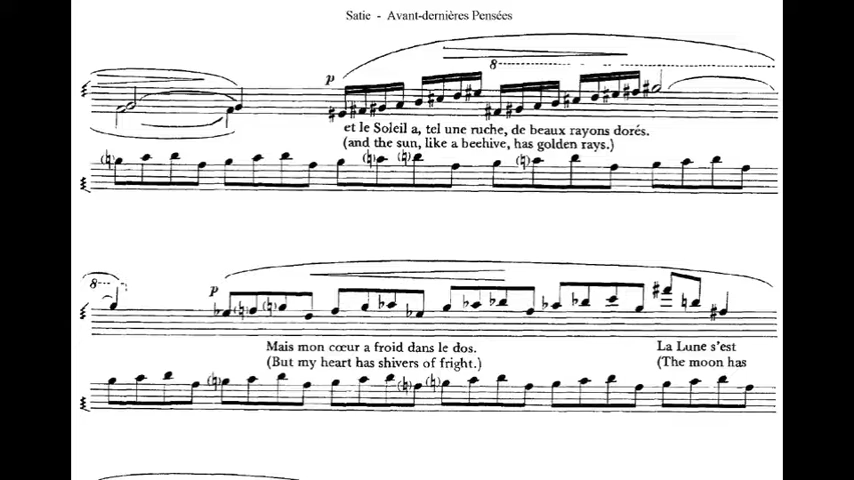 Satie - Avant-dernières Pensées
p
8
et le Soleil a, tel une ruche, de beaux rayons dorés.
(and the sun, like a beehive, has golden rays.)
8
p
Mais mon cœur a froid dans le dos.
(But my heart has shivers of fright.)
La Lune s'est
(The moon has